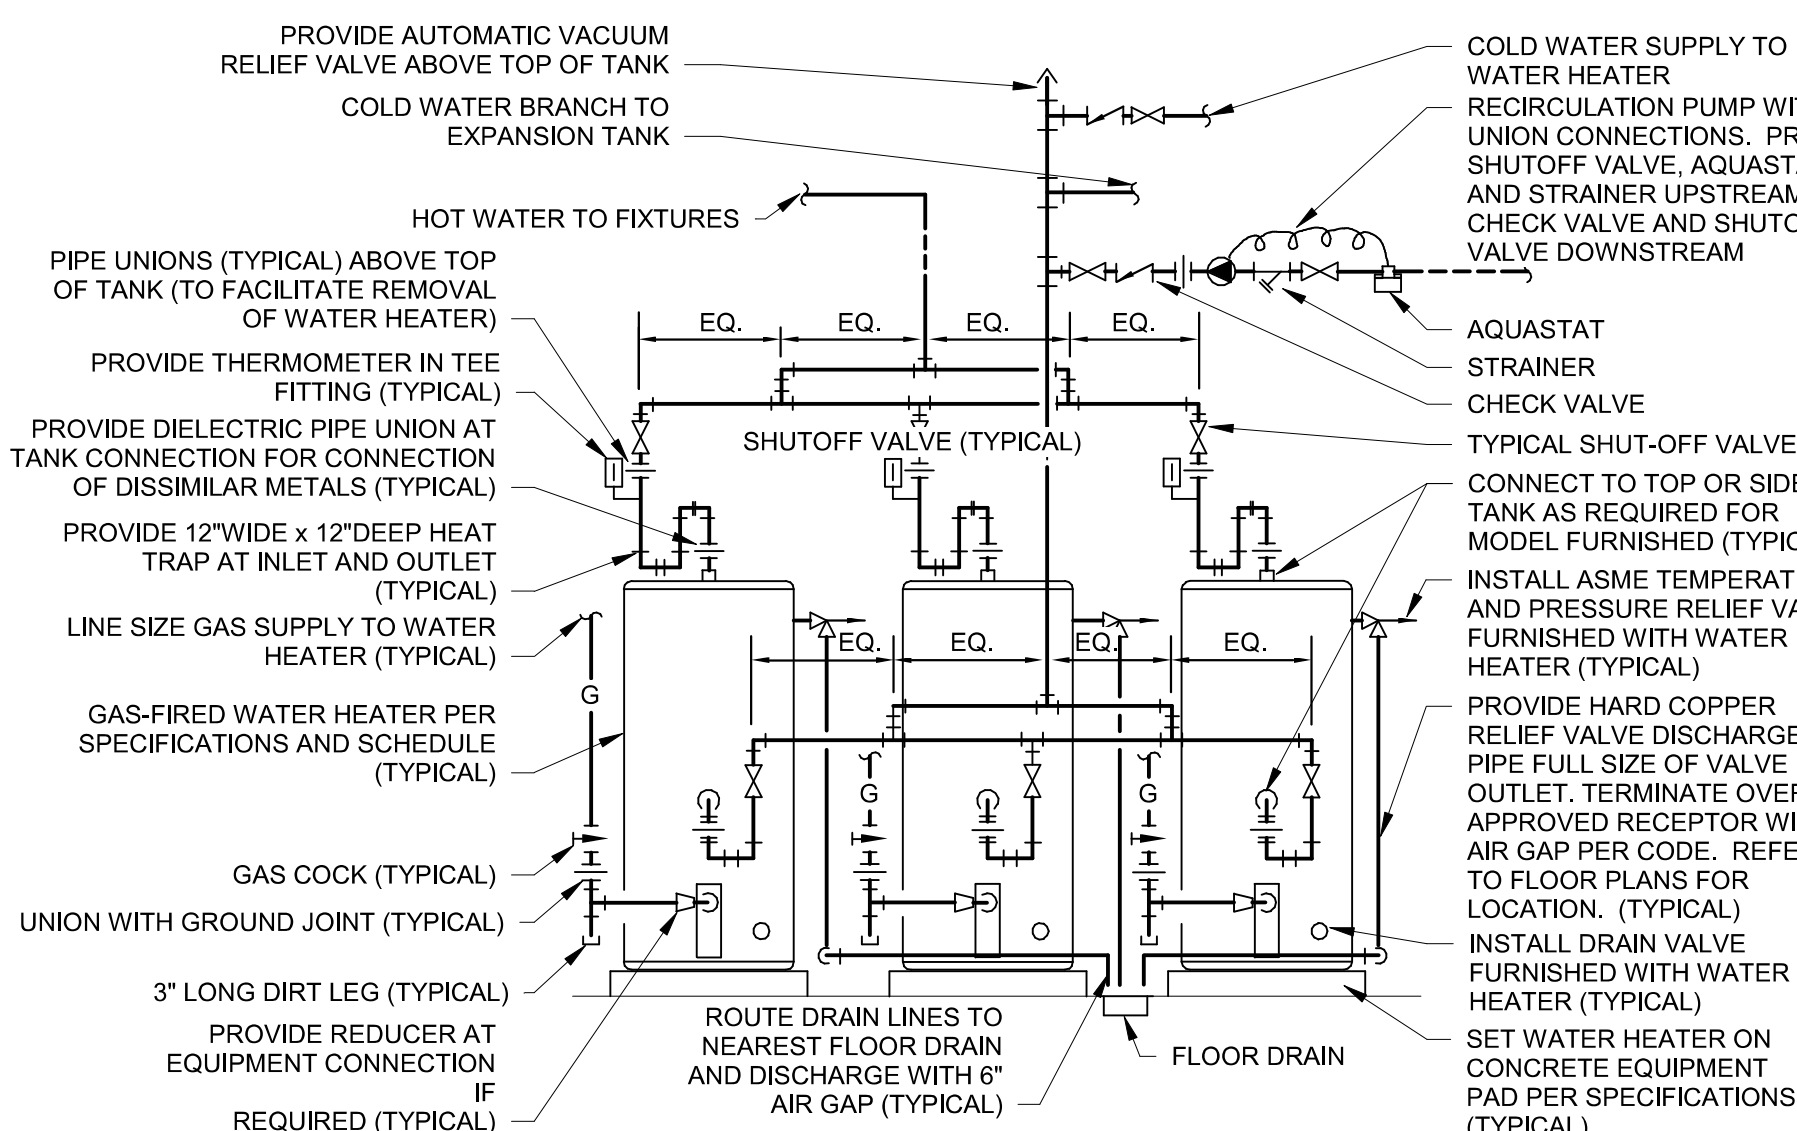 PROVIDE AUTOMATIC VACUUM
RELIEF VALVE ABOVE TOP OF TANK
COLD WATER BRANCH TO
EXPANSION TANK
HOT WATER TO FIXTURES
PIPE UNIONS (TYPICAL) ABOVE TOP
OF TANK (TO FACILITATE REMOVAL
OF WATER HEATER)
PROVIDE THERMOMETER IN TEE
FITTING (TYPICAL)
PROVIDE DIELECTRIC PIPE UNION AT
TANK CONNECTION FOR CONNECTION
OF DISSIMILAR METALS (TYPICAL)
PROVIDE 12"WIDE x 12"DEEP HEAT
TRAP AT INLET AND OUTLET
(TYPICAL)
LINE SIZE GAS SUPPLY TO WATER
HEATER (TYPICAL)
GAS-FIRED WATER HEATER PER
SPECIFICATIONS AND SCHEDULE
(TYPICAL)
GAS COCK (TYPICAL)
UNION WITH GROUND JOINT (TYPICAL)
3" LONG DIRT LEG (TYPICAL)
PROVIDE REDUCER AT
EQUIPMENT CONNECTION
IF
REQUIRED (TYPICAL)
EQ. EQ. EQ. EQ.
SHUTOFF VALVE (TYPICAL)
EQ. EQ. EQ. EQ.
G
G
G
ROUTE DRAIN LINES TO
NEAREST FLOOR DRAIN
AND DISCHARGE WITH 6"
AIR GAP (TYPICAL)
FLOOR DRAIN
COLD WATER SUPPLY TO
WATER HEATER
RECIRCULATION PUMP WI
UNION CONNECTIONS. PR
SHUTOFF VALVE, AQUASTA
AND STRAINER UPSTREAM
CHECK VALVE AND SHUTO
VALVE DOWNSTREAM
AQUASTAT
STRAINER
CHECK VALVE
TYPICAL SHUT-OFF VALVE
CONNECT TO TOP OR SIDE
TANK AS REQUIRED FOR
MODEL FURNISHED (TYPIC
INSTALL ASME TEMPERAT
AND PRESSURE RELIEF VA
FURNISHED WITH WATER
HEATER (TYPICAL)
PROVIDE HARD COPPER
RELIEF VALVE DISCHARGE
PIPE FULL SIZE OF VALVE
OUTLET. TERMINATE OVER
APPROVED RECEPTOR WI
AIR GAP PER CODE. REFE
TO FLOOR PLANS FOR
LOCATION. (TYPICAL)
INSTALL DRAIN VALVE
FURNISHED WITH WATER
HEATER (TYPICAL)
SET WATER HEATER ON
CONCRETE EQUIPMENT
PAD PER SPECIFICATIONS
(TYPICAL)